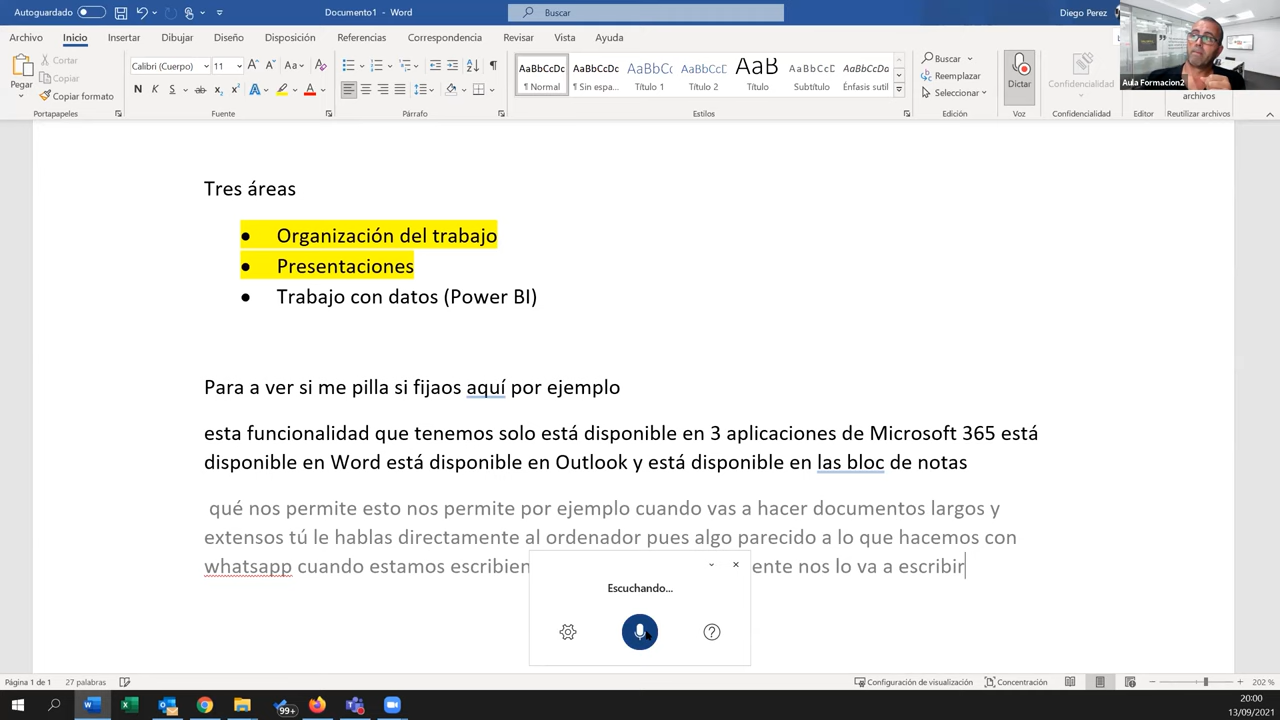 Autoguardado
Documento1 - Word
Buscar
Diego Perez
Archivo Inicio Insertar Dibujar Diseño Disposición Referencias Correspondencia Revisar Vista Ayuda
Pegar
Cortar
Copiar
Copiar formato
Portapapeles
Calibri (Cuerpo) 11
N K S ab x₂ x²
Fuente
Párrafo
AaBbCcDc AaBbCcDc AaBbCc AaBbCcD AaB AaBbCcD AaBbCcDa
¶ Normal ¶ Sin espa... Título 1 Título 2 Título Subtítulo Énfasis sutil
Estilos
Buscar
Reemplazar
Seleccionar
Edición
Dictar
Voz
Confidencialidad
Confidencialidad
Editor
archivos
Reutilizar archivos
Aula Formacion2
Tres áreas
• Organización del trabajo
• Presentaciones
• Trabajo con datos (Power BI)
Para a ver si me pilla si fijaos aquí por ejemplo
esta funcionalidad que tenemos solo está disponible en 3 aplicaciones de Microsoft 365 está
disponible en Word está disponible en Outlook y está disponible en las bloc de notas
qué nos permite esto nos permite por ejemplo cuando vas a hacer documentos largos y
extensos tú le hablas directamente al ordenador pues algo parecido a lo que hacemos con
whatsapp cuando estamos escribien ente nos lo va a escribir
Escuchando...
Página 1 de 1 27 palabras
Configuración de visualización Concentración 202 %
99+
20:00
13/09/2021